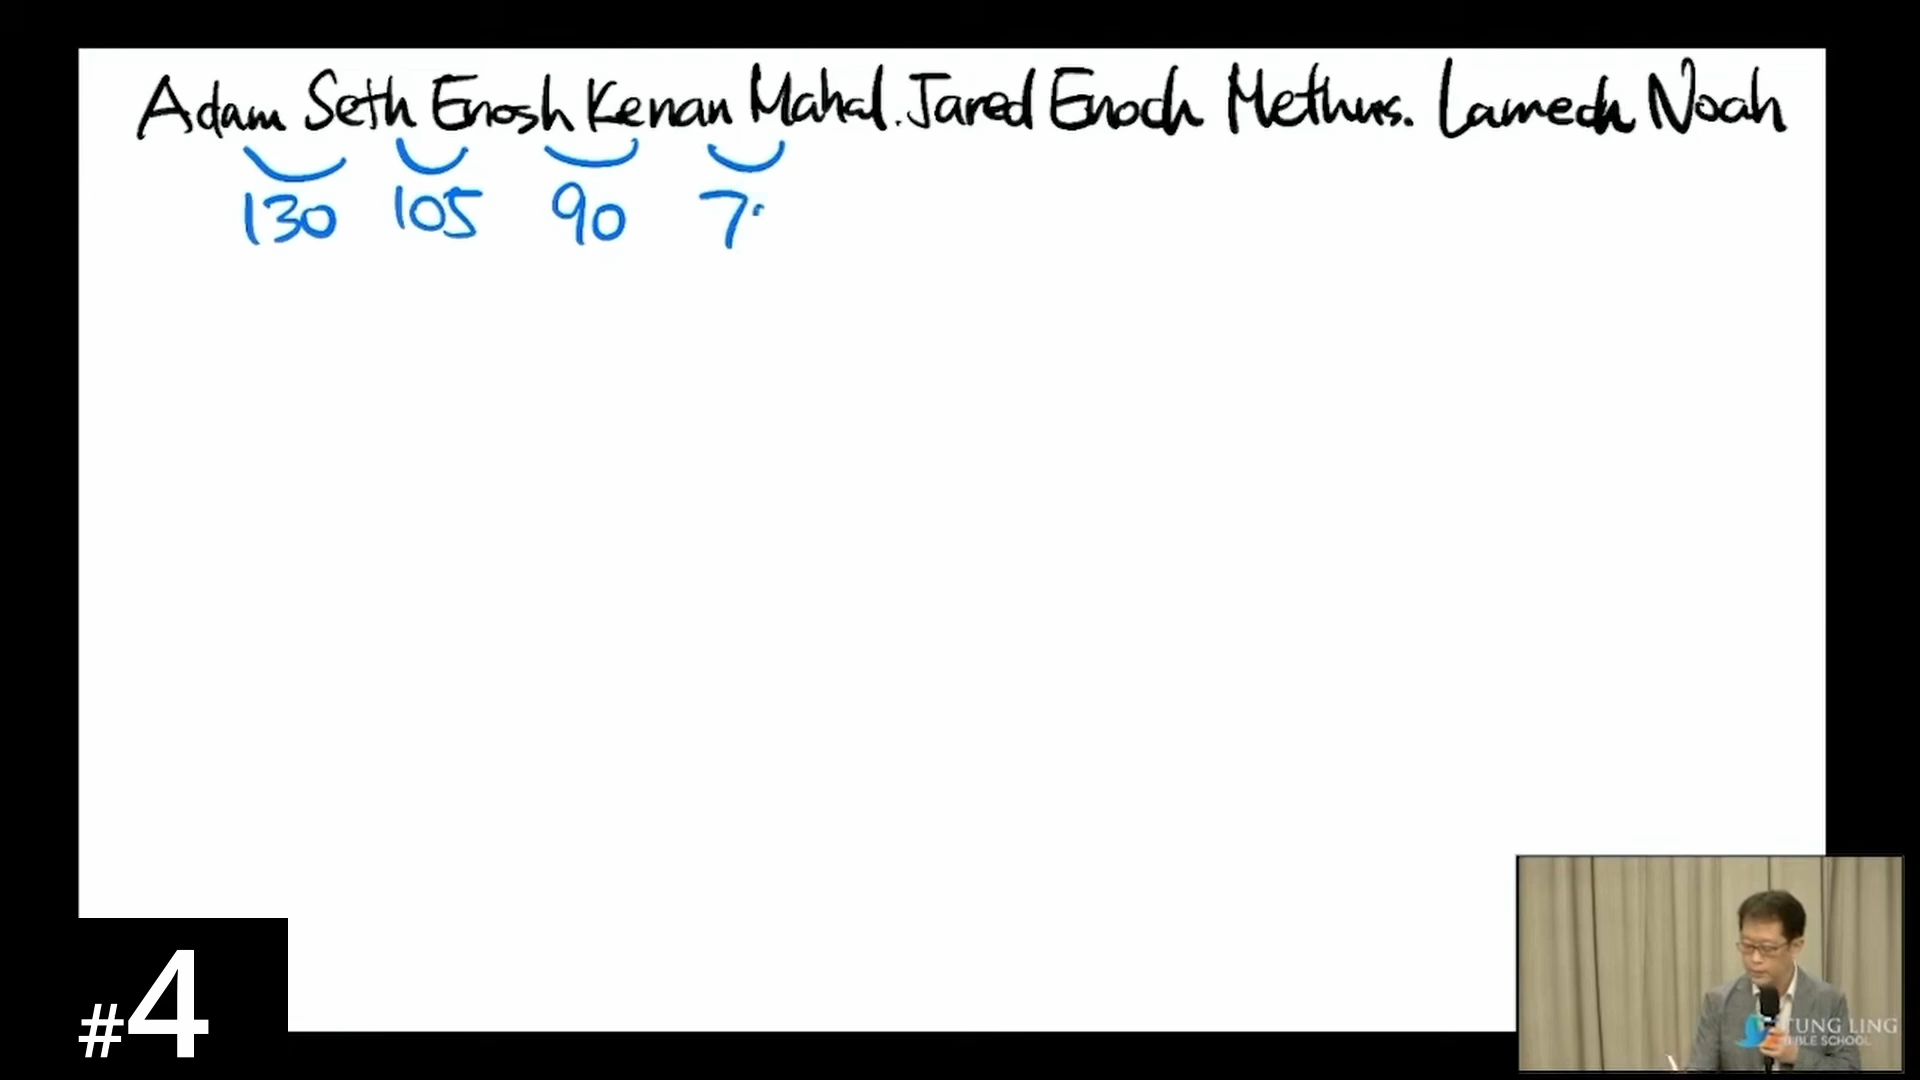 Adam Seth Enosh Kenan Mahal. Jared Enoch Methus. Lamech Noah
130 105 90 7
#4
TUNG LING
BIBLE SCHOOL